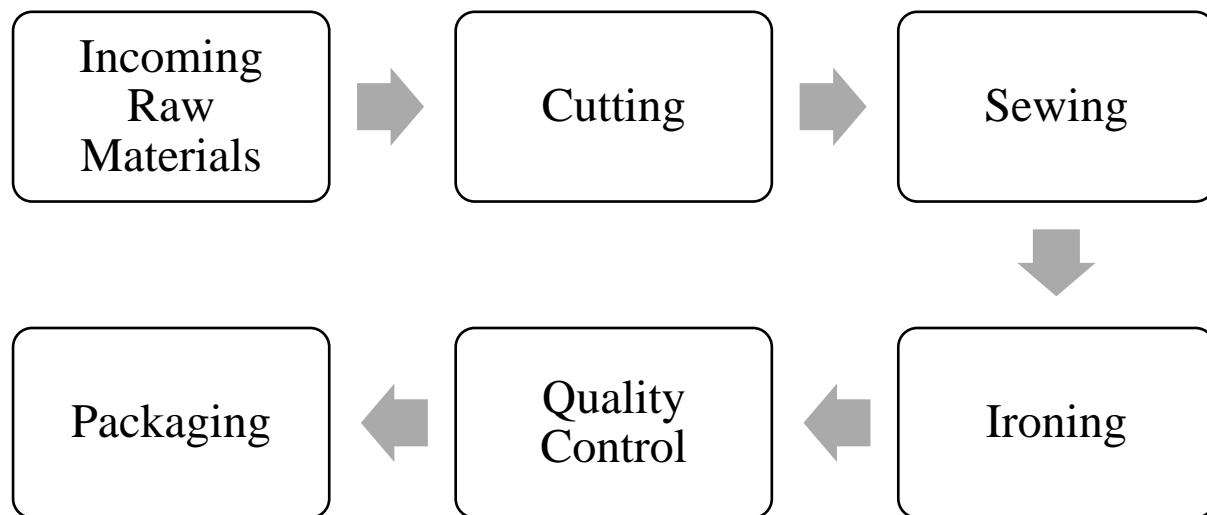 Incoming
Raw
Materials
Cutting
Sewing
Packaging
Quality
Control
Ironing